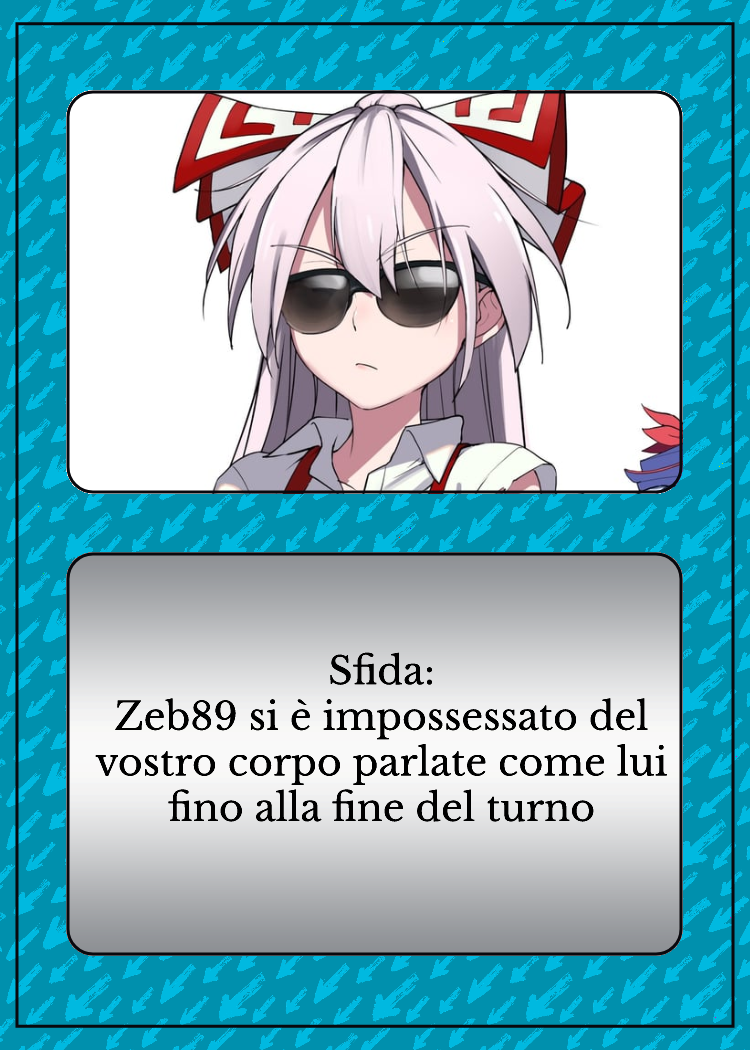 Sfida:
Zeb89 si è impossessato del
vostro corpo parlate come lui
fino alla fine del turno